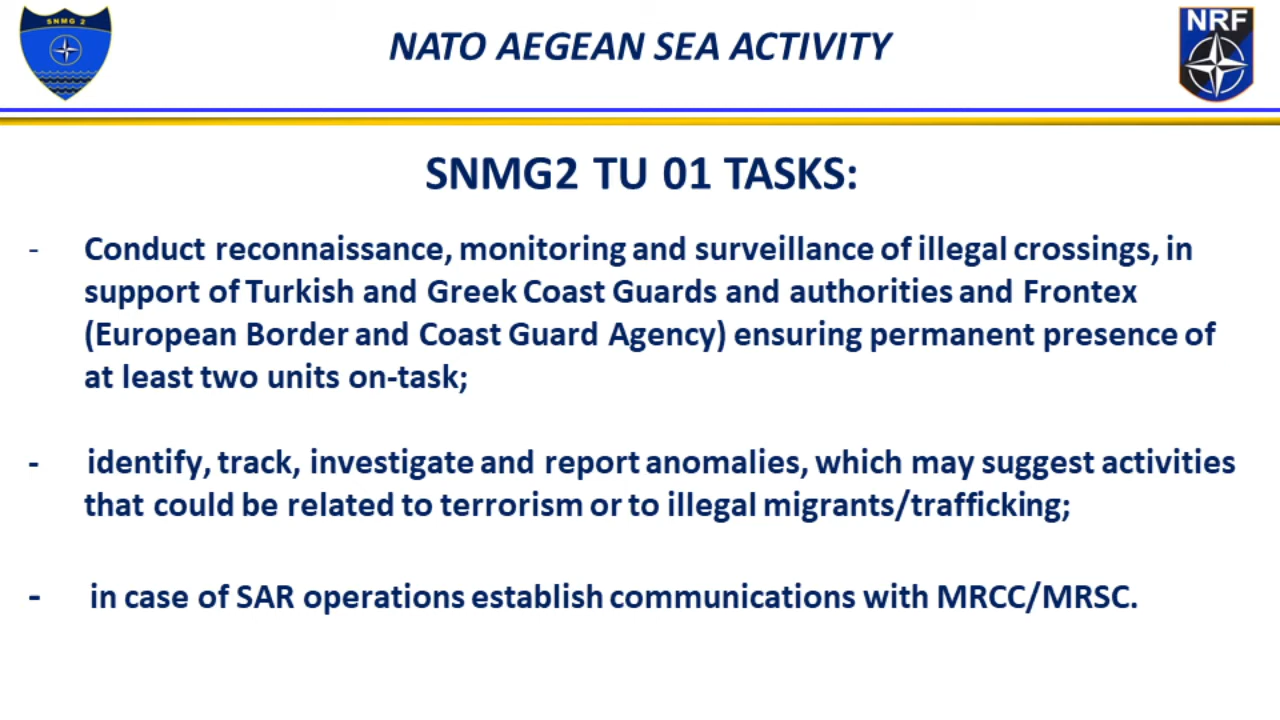 SNMG 2
NATO AEGEAN SEA ACTIVITY
NRF
SNMG2 TU 01 TASKS:
- Conduct reconnaissance, monitoring and surveillance of illegal crossings, in
support of Turkish and Greek Coast Guards and authorities and Frontex
(European Border and Coast Guard Agency) ensuring permanent presence of
at least two units on-task;
- identify, track, investigate and report anomalies, which may suggest activities
that could be related to terrorism or to illegal migrants/trafficking;
- in case of SAR operations establish communications with MRCC/MRSC.